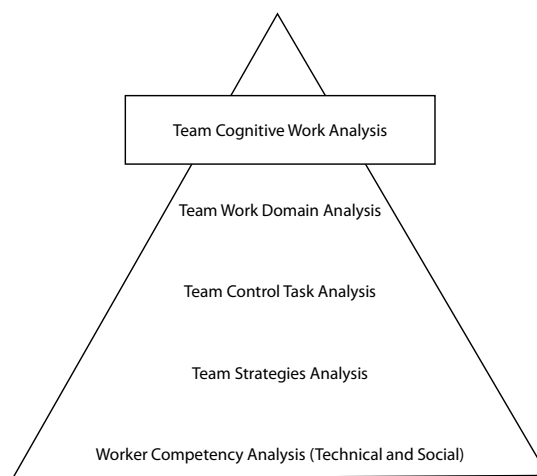 Team Cognitive Work Analysis
Team Work Domain Analysis
Team Control Task Analysis
Team Strategies Analysis
Worker Competency Analysis (Technical and Social)